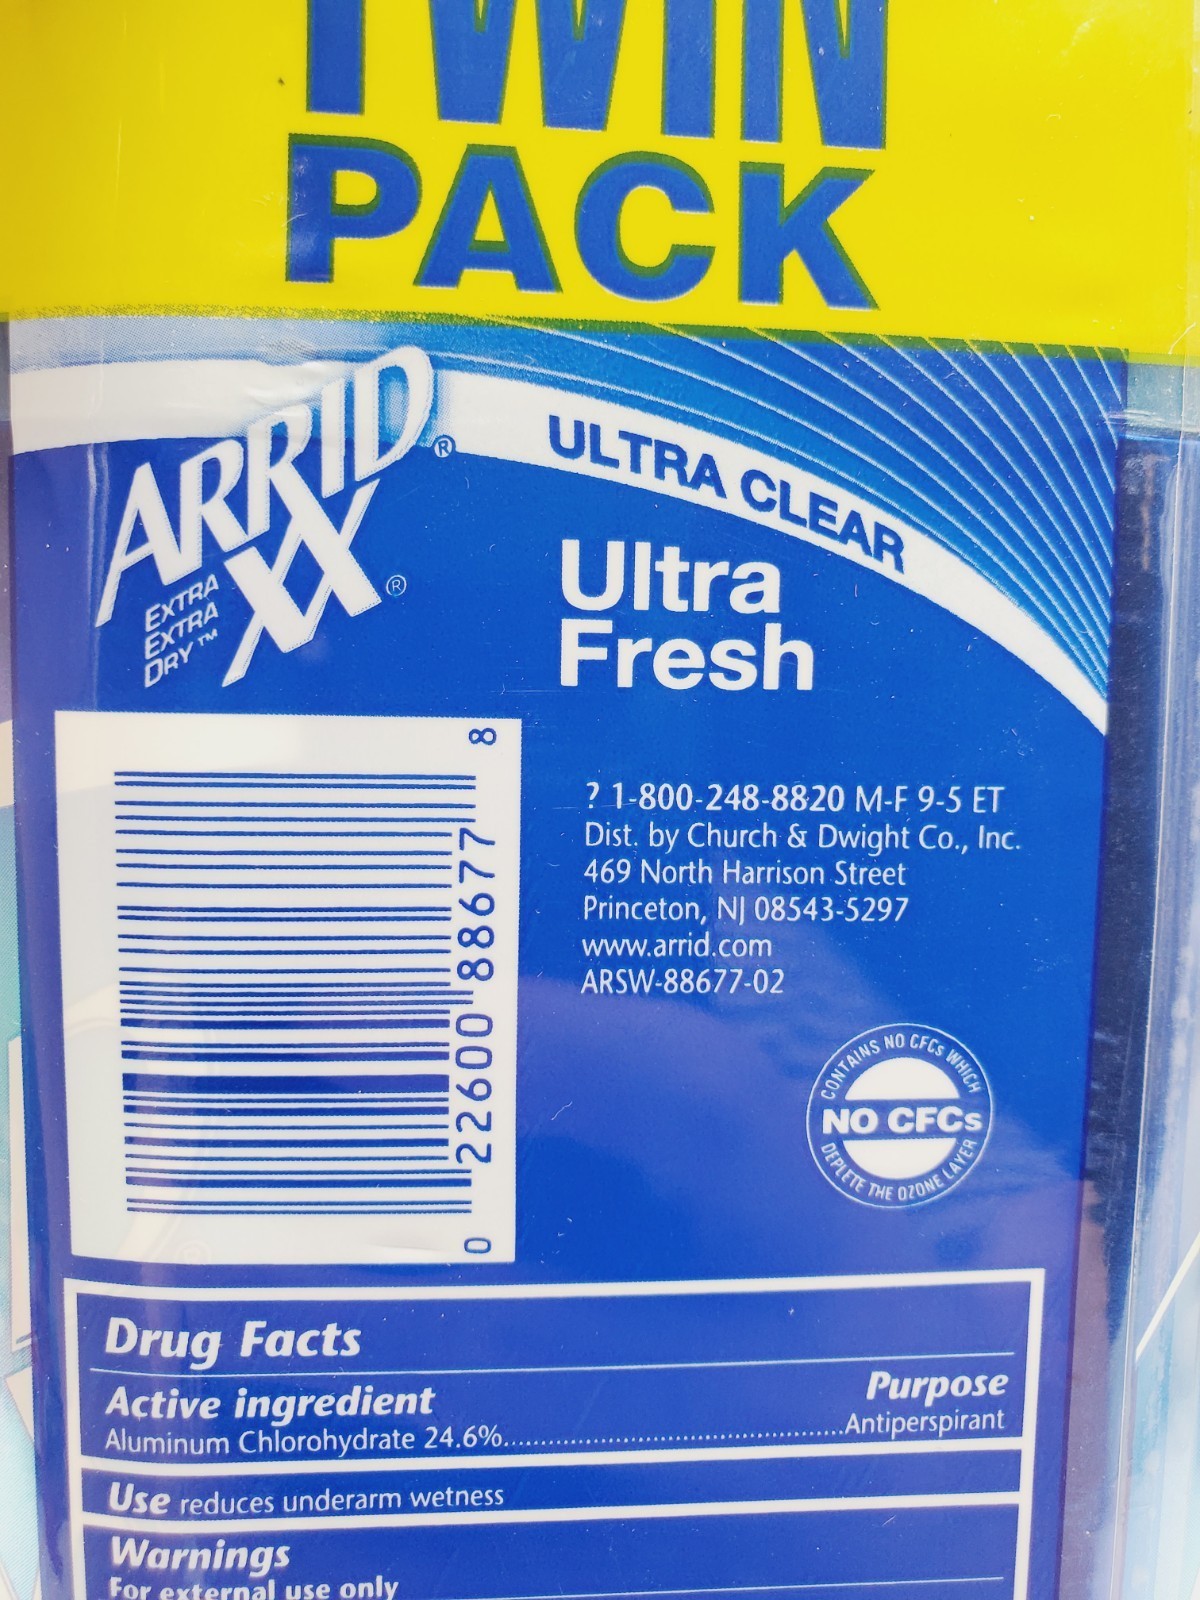 TWIN
PACK
ARRID®
XX®
EXTRA
EXTRA
DRY™
ULTRA CLEAR
Ultra
Fresh
? 1-800-248-8820 M-F 9-5 ET
Dist. by Church & Dwight Co., Inc.
469 North Harrison Street
Princeton, NJ 08543-5297
www.arrid.com
ARSW-88677-02
0 22600 88677 8
CONTAINS NO CFCs WHICH
NO CFCs
DEPLETE THE OZONE LAYER
Drug Facts
Active ingredient Purpose
Aluminum Chlorohydrate 24.6%..........................................Antiperspirant
Use reduces underarm wetness
Warnings
For external use only